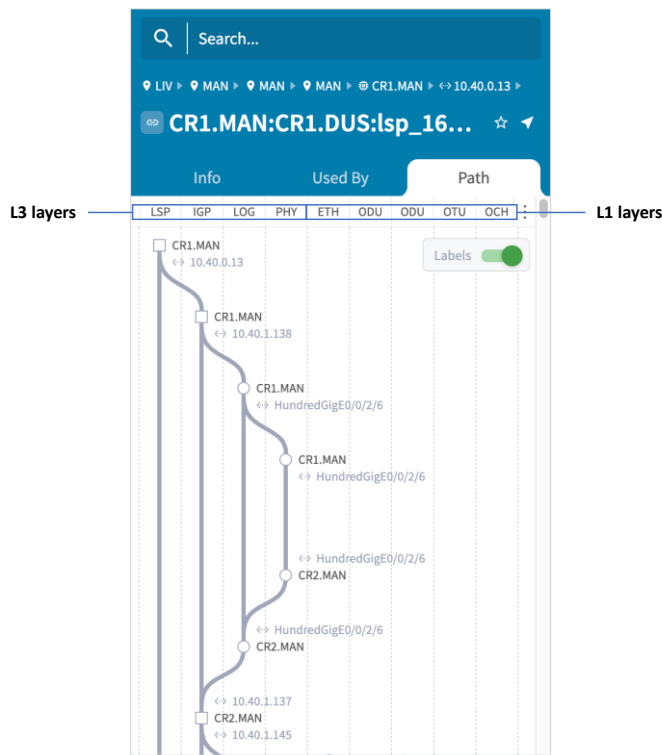 Search...
LIV MAN MAN MAN CR1.MAN 10.40.0.13
CR1.MAN:CR1.DUS:lsp_16...
Info Used By Path
L3 layers LSP IGP LOG PHY ETH ODU ODU OTU OCH L1 layers
CR1.MAN
Labels
10.40.0.13
CR1.MAN
10.40.1.138
CR1.MAN
HundredGigE0/0/2/6
CR1.MAN
HundredGigE0/0/2/6
HundredGigE0/0/2/6
CR2.MAN
HundredGigE0/0/2/6
CR2.MAN
10.40.1.137
CR2.MAN
10.40.1.145